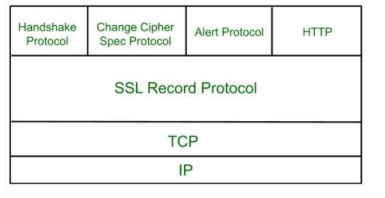 Handshake
Protocol
Change Cipher
Spec Protocol
Alert Protocol
HTTP
SSL Record Protocol
TCP
IP